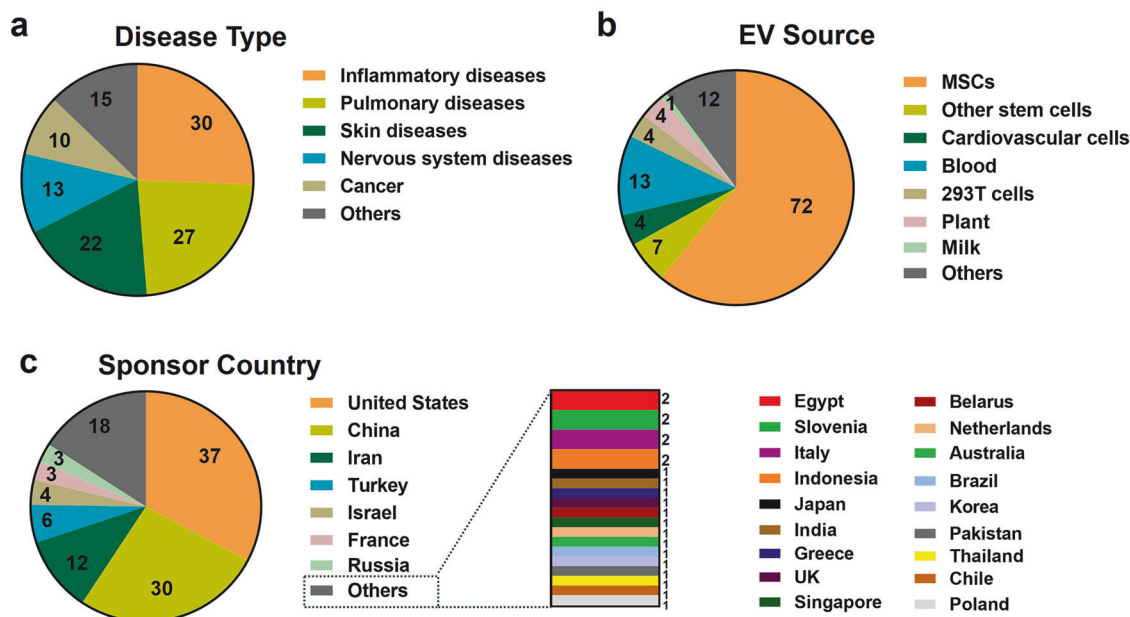 a
Disease Type
30
27
22
13
10
15
Inflammatory diseases
Pulmonary diseases
Skin diseases
Nervous system diseases
Cancer
Others
b
EV Source
72
7
4
13
4
4
1
12
MSCs
Other stem cells
Cardiovascular cells
Blood
293T cells
Plant
Milk
Others
c
Sponsor Country
37
30
12
6
4
3
3
18
United States
China
Iran
Turkey
Israel
France
Russia
Others
2
2
2
2
1
1
1
1
1
1
1
1
1
1
1
1
1
1
Egypt
Slovenia
Italy
Indonesia
Japan
India
Greece
UK
Singapore
Belarus
Netherlands
Australia
Brazil
Korea
Pakistan
Thailand
Chile
Poland